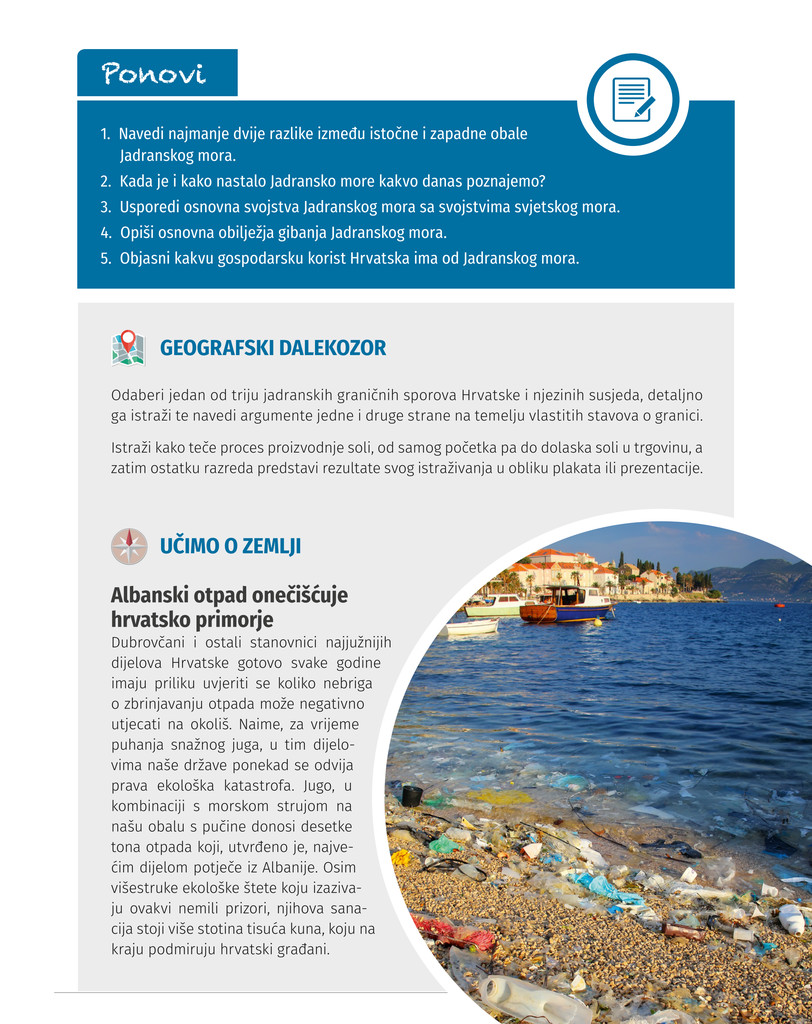 Ponovi
1. Navedi najmanje dvije razlike između istočne i zapadne obale
Jadranskog mora.
2. Kada je i kako nastalo Jadransko more kakvo danas poznajemo?
3. Usporedi osnovna svojstva Jadranskog mora sa svojstvima svjetskog mora.
4. Opiši osnovna obilježja gibanja Jadranskog mora.
5. Objasni kakvu gospodarsku korist Hrvatska ima od Jadranskog mora.
GEOGRAFSKI DALEKOZOR
Odaberi jedan od triju jadranskih graničnih sporova Hrvatske i njezinih susjeda, detaljno
ga istraži te navedi argumente jedne i druge strane na temelju vlastitih stavova o granici.
Istraži kako teče proces proizvodnje soli, od samog početka pa do dolaska soli u trgovinu, a
zatim ostatku razreda predstavi rezultate svog istraživanja u obliku plakata ili prezentacije.
UČIMO O ZEMLJI
Albanski otpad onečišćuje
hrvatsko primorje
Dubrovčani i ostali stanovnici najjužnijih
dijelova Hrvatske gotovo svake godine
imaju priliku uvjeriti se koliko nebriga
o zbrinjavanju otpada može negativno
utjecati na okoliš. Naime, za vrijeme
puhanja snažnog juga, u tim dijelo-
vima naše države ponekad se odvija
prava ekološka katastrofa. Jugo, u
kombinaciji s morskom strujom na
našu obalu s pučine donosi desetke
tona otpada koji, utvrđeno je, najve-
ćim dijelom potječe iz Albanije. Osim
višestruke ekološke štete koju izaziva-
ju ovakvi nemili prizori, njihova sana-
cija stoji više stotina tisuća kuna, koju na
kraju podmiruju hrvatski građani.